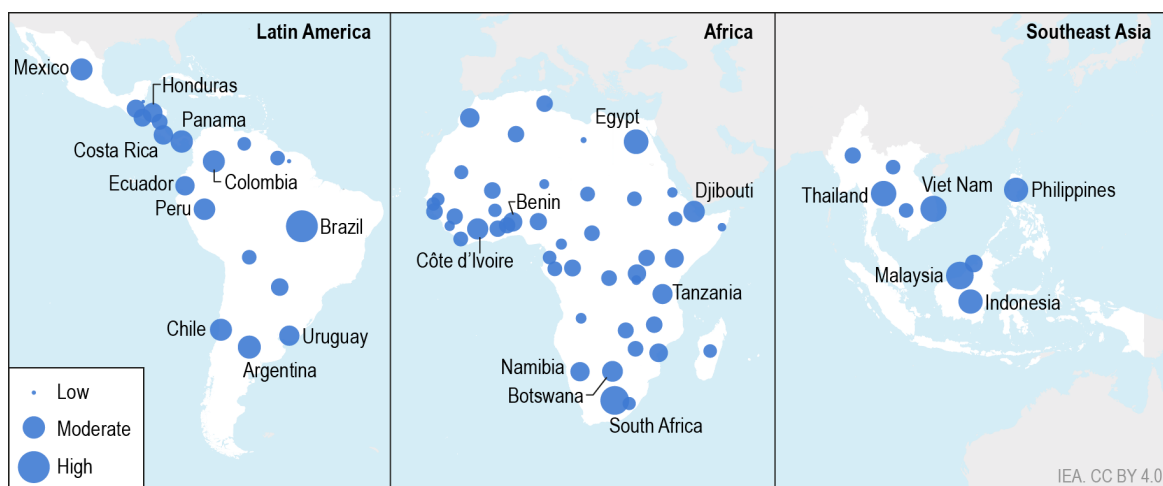 Latin America
Mexico
Honduras
Panama
Costa Rica
Ecuador
Colombia
Peru
Brazil
Chile
Uruguay
Argentina
Low
Moderate
High
Africa
Egypt
Djibouti
Benin
Côte d'Ivoire
Tanzania
Namibia
Botswana
South Africa
Southeast Asia
Thailand
Viet Nam
Philippines
Malaysia
Indonesia
IEA. CC BY 4.0